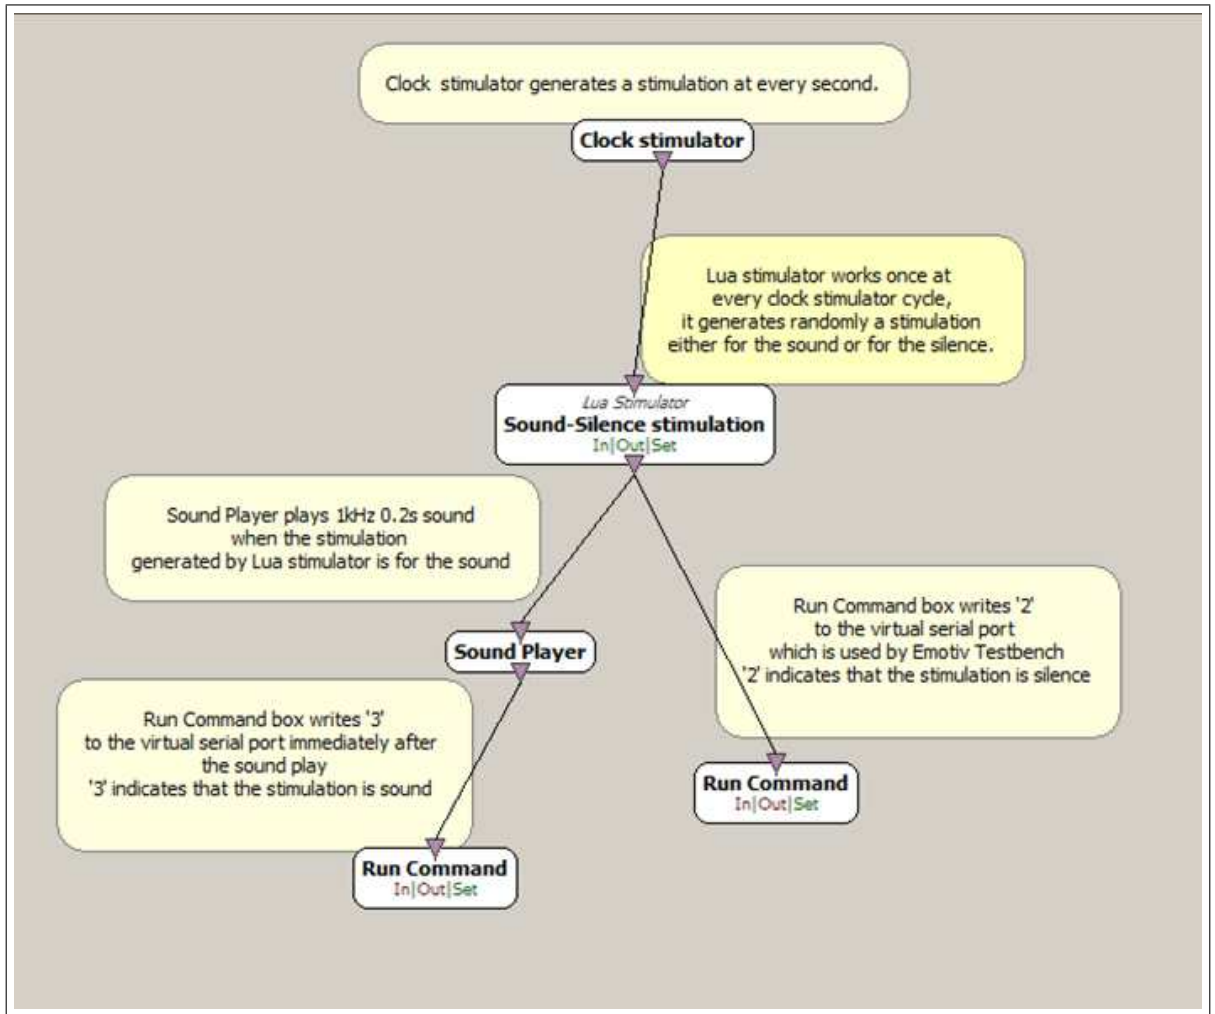 Clock stimulator generates a stimulation at every second.
Clock stimulator
Lua stimulator works once at
every clock stimulator cycle,
it generates randomly a stimulation
either for the sound or for the silence.
Lua Stimulator
Sound-Silence stimulation
In|Out|Set
Sound Player plays 1kHz 0.2s sound
when the stimulation
generated by Lua stimulator is for the sound
Run Command box writes '2'
to the virtual serial port
which is used by Emotiv Testbench
'2' indicates that the stimulation is silence
Sound Player
Run Command box writes '3'
to the virtual serial port immediately after
the sound play
'3' indicates that the stimulation is sound
Run Command
In|Out|Set
Run Command
In|Out|Set